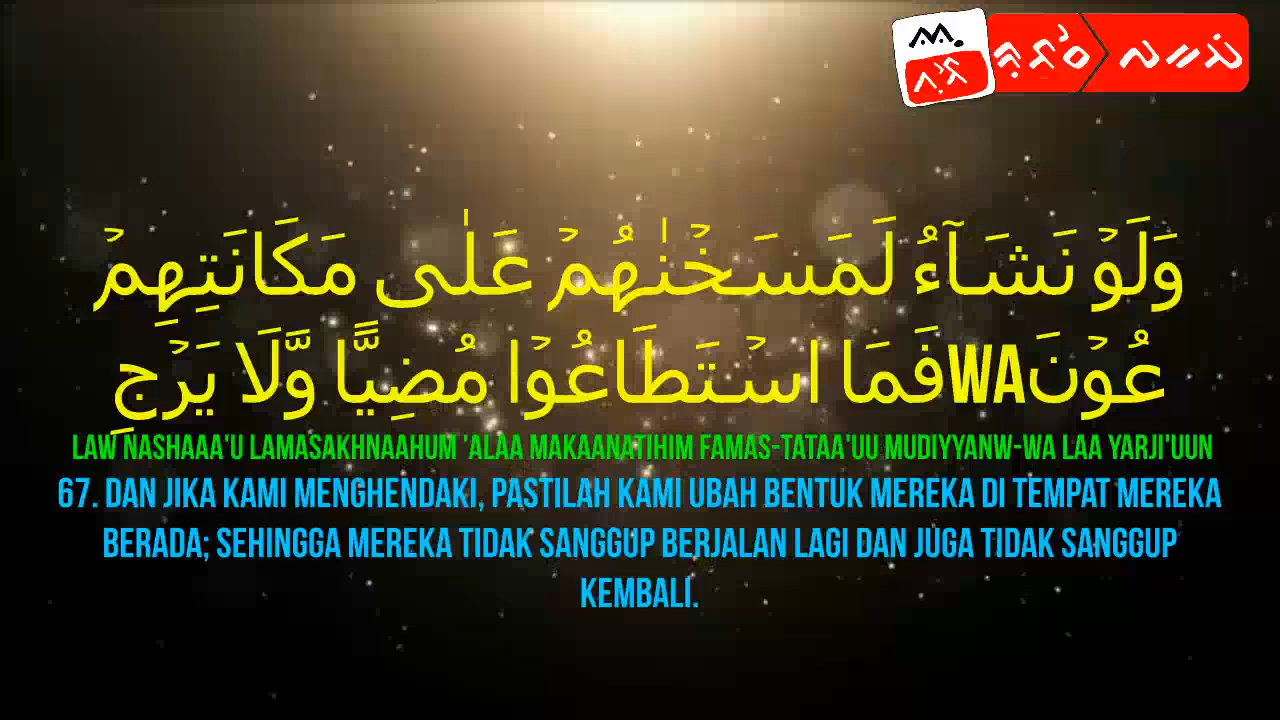 وَلَوۡ نَشَآءُ لَمَسَخۡنٰهُمۡ عَلٰى مَكَانَتِهِمۡ
فَمَا اسۡتَطَاعُوۡا مُضِيًّا وَّلَا يَرۡجِWAعُوۡنَ
LAW NASHAAA'U LAMASAKHNAAHUM 'ALAA MAKAANATIHIM FAMAS-TATAA'UU MUDIYYANW-WA LAA YARJI'UUN
67. DAN JIKA KAMI MENGHENDAKI, PASTILAH KAMI UBAH BENTUK MEREKA DI TEMPAT MEREKA
BERADA; SEHINGGA MEREKA TIDAK SANGGUP BERJALAN LAGI DAN JUGA TIDAK SANGGUP
KEMBALI.